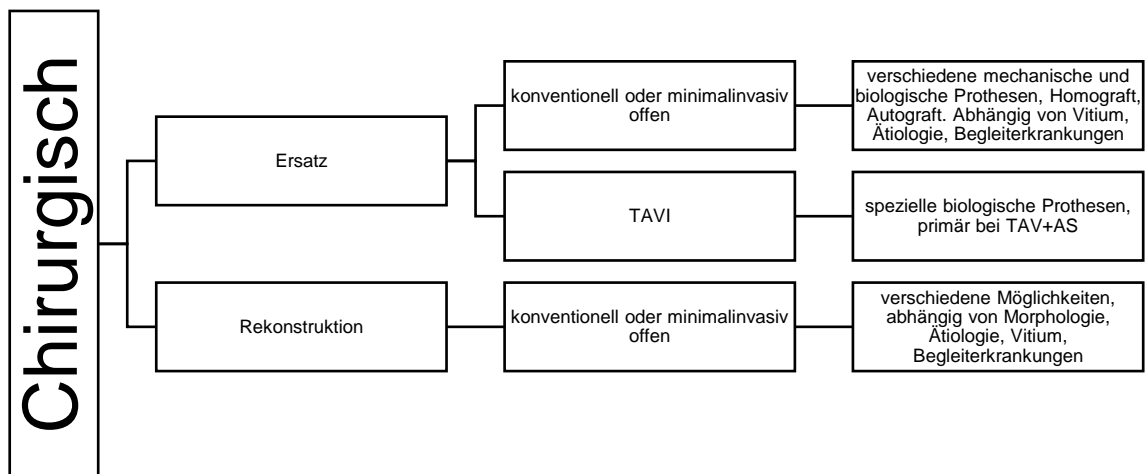 Chirurgisch
Ersatz
konventionell oder minimalinvasiv
offen
verschiedene mechanische und
biologische Prothesen, Homograft,
Autograft. Abhängig von Vitium,
Ätiologie, Begleiterkrankungen
TAVI
spezielle biologische Prothesen,
primär bei TAV+AS
Rekonstruktion
konventionell oder minimalinvasiv
offen
verschiedene Möglichkeiten,
abhängig von Morphologie,
Ätiologie, Vitium,
Begleiterkrankungen